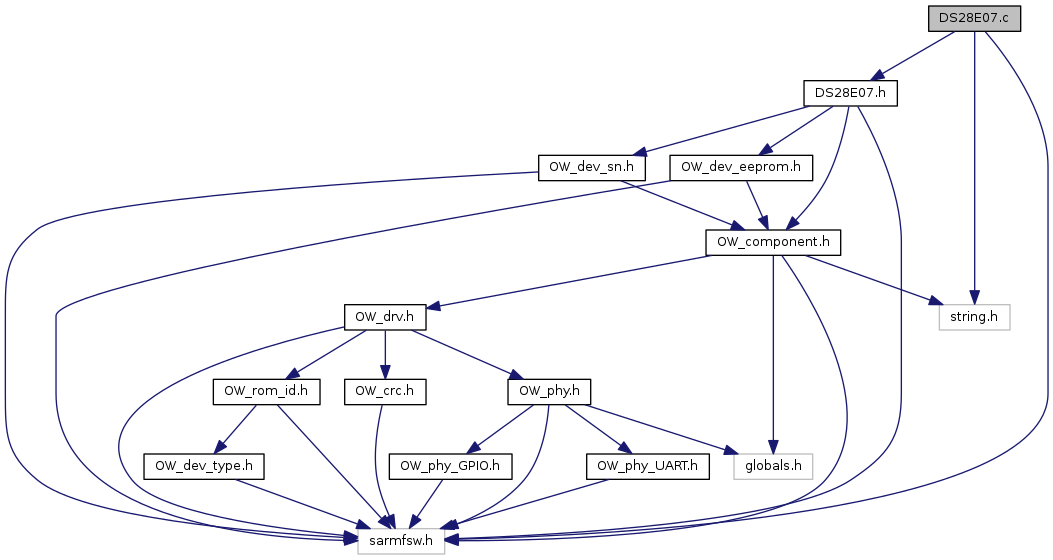 DS28E07.c
DS28E07.h
OW_dev_sn.h
OW_dev_eeprom.h
OW_component.h
OW_drv.h
string.h
OW_rom_id.h
OW_crc.h
OW_phy.h
OW_dev_type.h
OW_phy_GPIO.h
OW_phy_UART.h
globals.h
sarmfsw.h